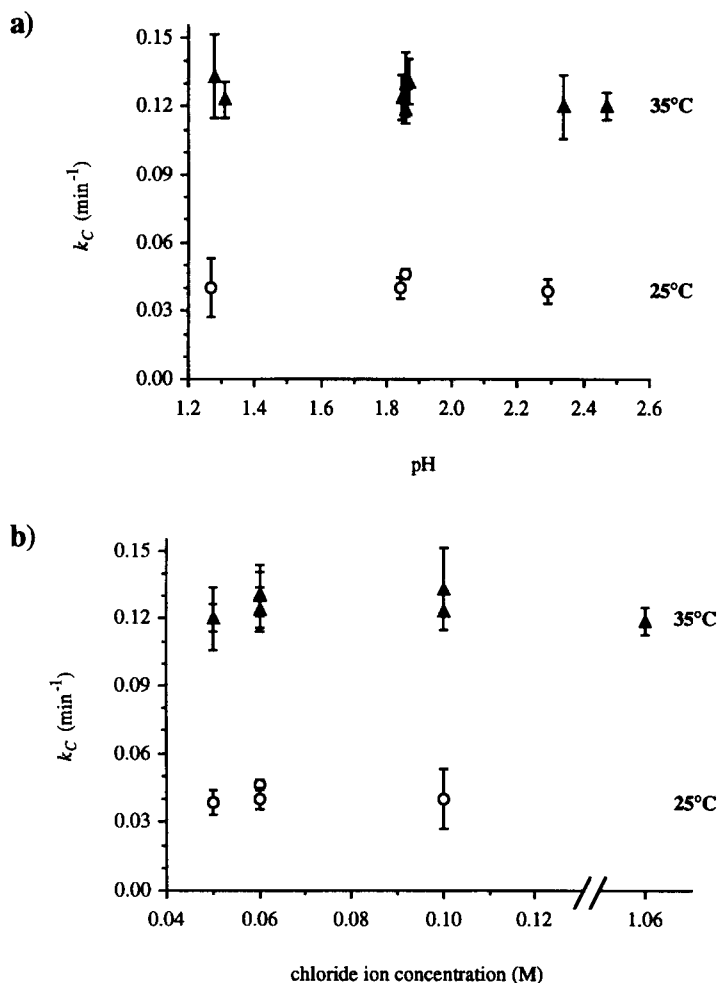 a)
0.15
0.12
0.09
0.06
0.03
0.00
k_C (min⁻¹)
35°C
25°C
1.2 1.4 1.6 1.8 2.0 2.2 2.4 2.6
pH
b)
0.15
0.12
0.09
0.06
0.03
0.00
k_C (min⁻¹)
35°C
25°C
0.04 0.06 0.08 0.10 0.12 1.06
chloride ion concentration (M)